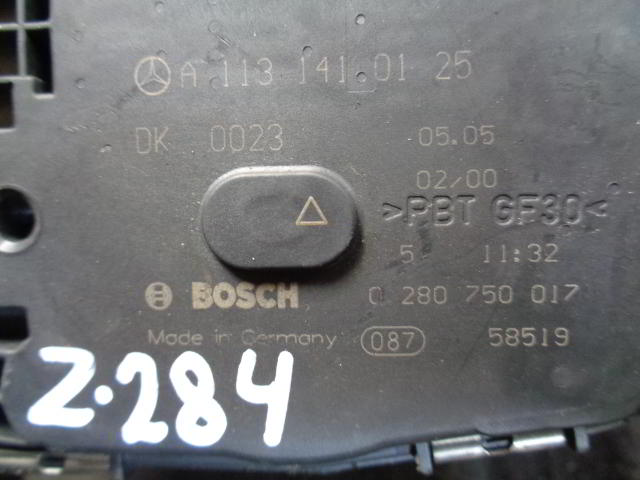 A 113 141 01 25
DK 0023 05.05
02/00
>PBT GF30<
5 11:32
BOSCH 0 280 750 017
Made in Germany 087 58519
Z.284